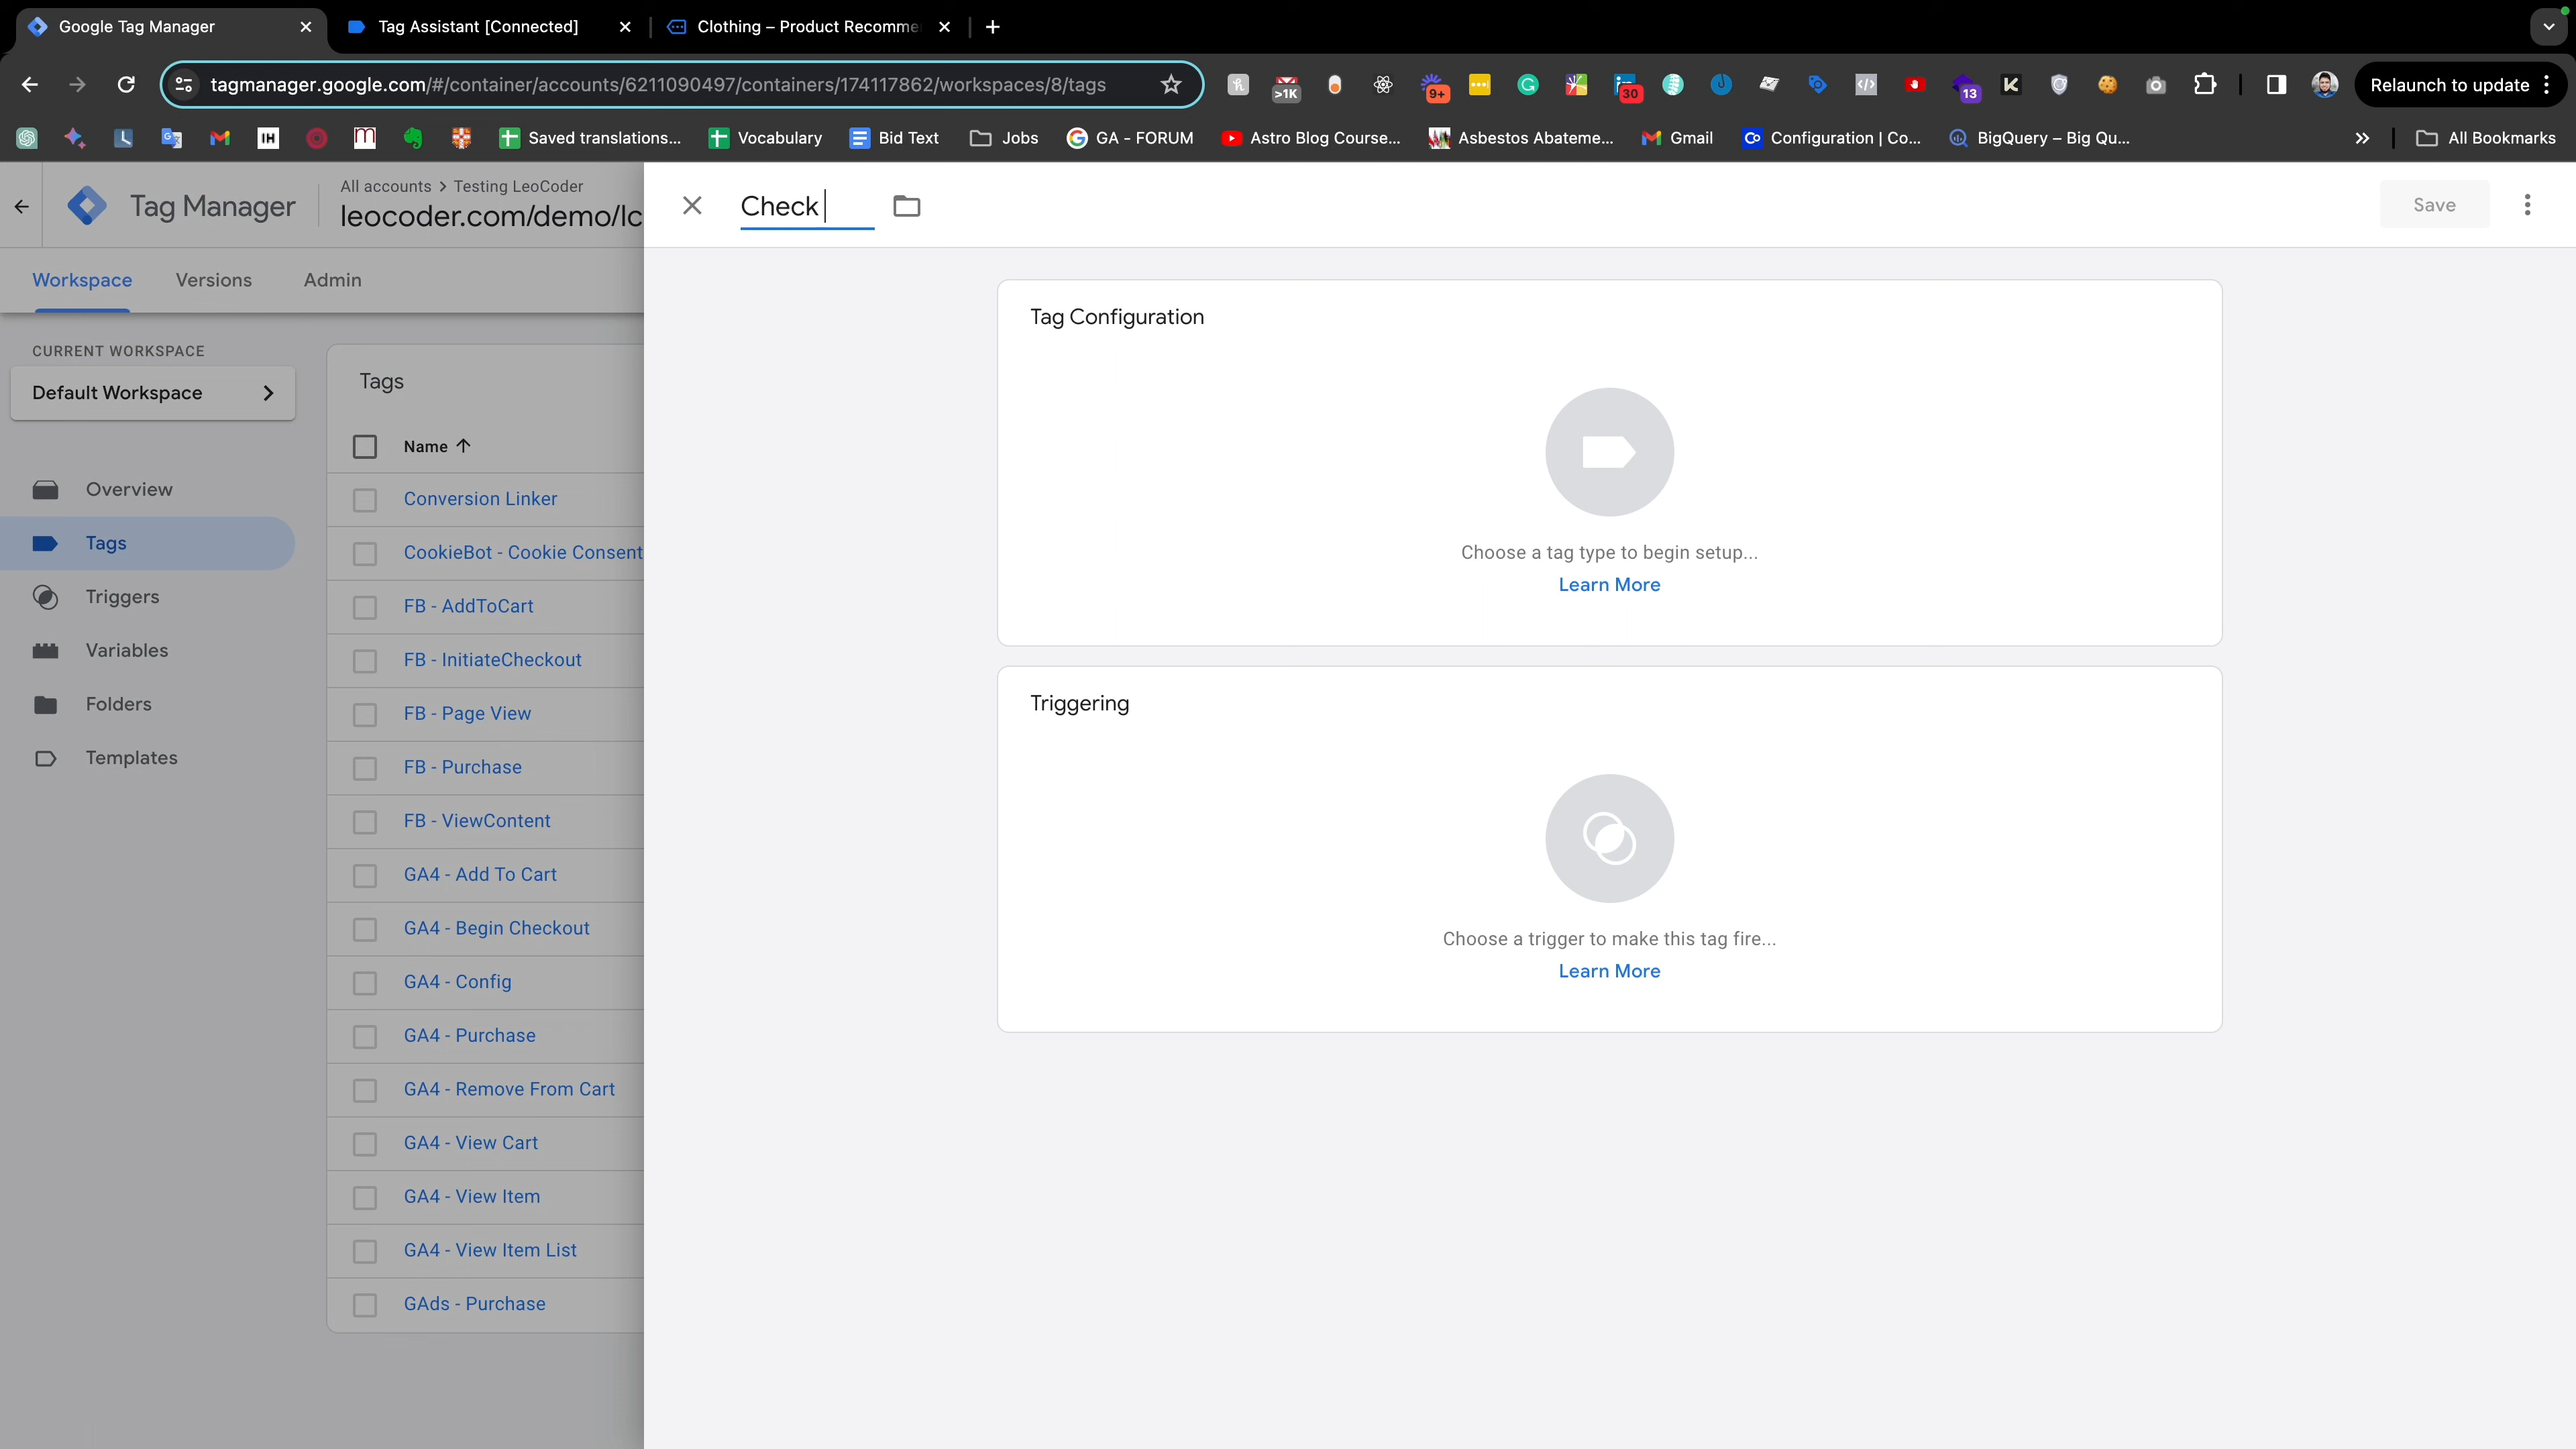 Google Tag Manager
Tag Assistant [Connected]
Clothing – Product Recomme
tagmanager.google.com/#/container/accounts/6211090497/containers/174117862/workspaces/8/tags
>1K
9+
30
13
Relaunch to update
IH
Saved translations...
Vocabulary
Bid Text
Jobs
GA - FORUM
Astro Blog Course...
Asbestos Abateme...
Gmail
Configuration | Co...
BigQuery – Big Qu...
All Bookmarks
Tag Manager
All accounts > Testing LeoCoder
leocoder.com/demo/lc
Check
Save
Workspace
Versions
Admin
CURRENT WORKSPACE
Default Workspace
Overview
Tags
Triggers
Variables
Folders
Templates
Tags
Name
Conversion Linker
CookieBot - Cookie Consent
FB - AddToCart
FB - InitiateCheckout
FB - Page View
FB - Purchase
FB - ViewContent
GA4 - Add To Cart
GA4 - Begin Checkout
GA4 - Config
GA4 - Purchase
GA4 - Remove From Cart
GA4 - View Cart
GA4 - View Item
GA4 - View Item List
GAds - Purchase
Tag Configuration
Choose a tag type to begin setup...
Learn More
Triggering
Choose a trigger to make this tag fire...
Learn More